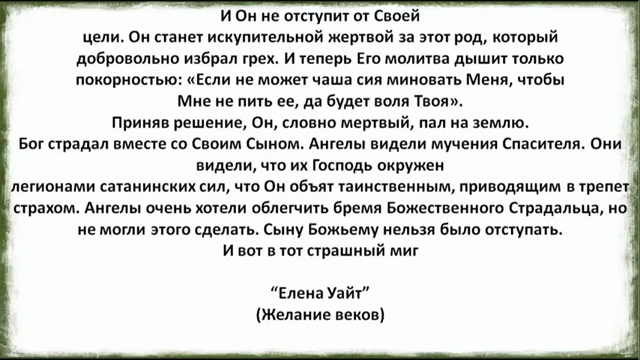 И Он не отступит от Своей
цели. Он станет искупительной жертвой за этот род, который
добровольно избрал грех. И теперь Его молитва дышит только
покорностью: «Если не может чаша сия миновать Меня, чтобы
Мне не пить ее, да будет воля Твоя».
Приняв решение, Он, словно мертвый, пал на землю.
Бог страдал вместе со Своим Сыном. Ангелы видели мучения Спасителя. Они
видели, что их Господь окружен
легионами сатанинских сил, что Он объят таинственным, приводящим в трепет
страхом. Ангелы очень хотели облегчить бремя Божественного Страдальца, но
не могли этого сделать. Сыну Божьему нельзя было отступать.
И вот в тот страшный миг
“Елена Уайт”
(Желание веков)